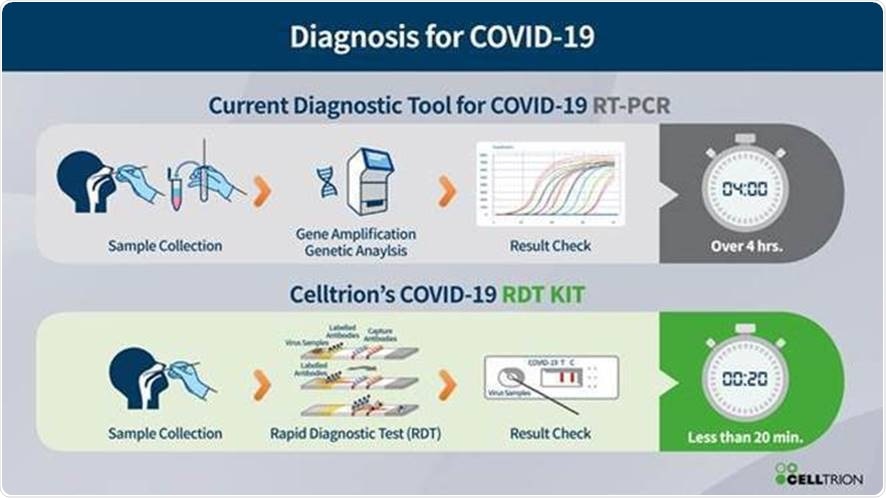 Diagnosis for COVID-19
Current Diagnostic Tool for COVID-19 RT-PCR
Sample Collection
Gene Amplification
Genetic Anaylsis
Result Check
04:00
Over 4 hrs.
Celltrion's COVID-19 RDT KIT
Sample Collection
Labelled
Antibodies
Capture
Antibodies
Virus Samples
Labelled
Antibodies
Rapid Diagnostic Test (RDT)
COVID-19 T C
Virus Samples
Result Check
00:20
Less than 20 min.
CELLTRION